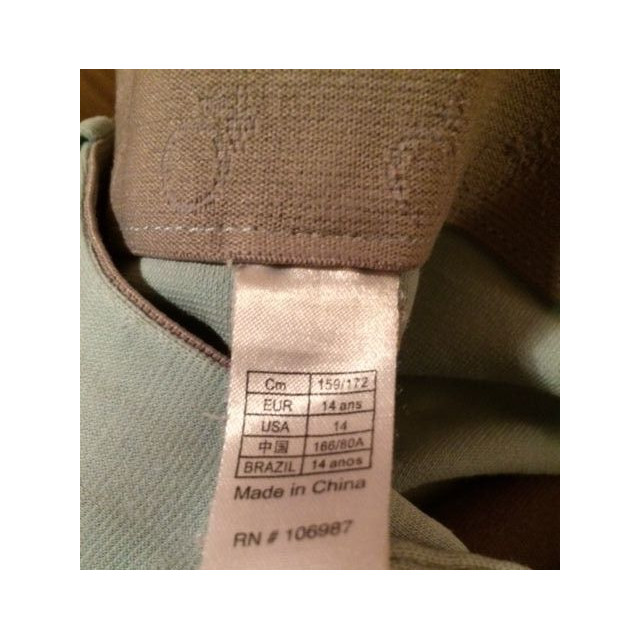 Cm 159/172
EUR 14 ans
USA 14
中国 166/80A
BRAZIL 14 anos
Made in China
RN # 106987